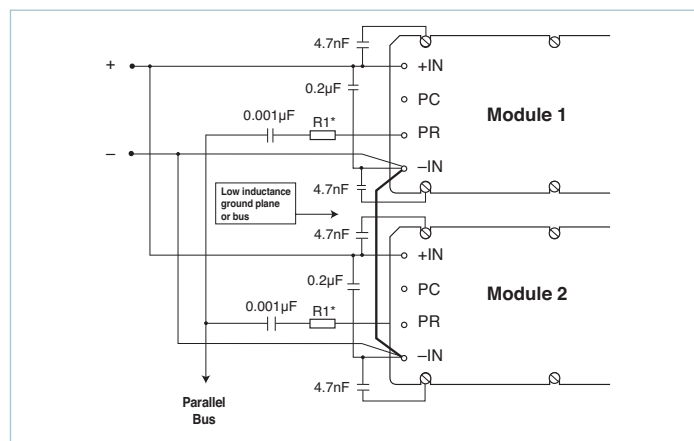 4.7nF
+
+IN
0.2µF
PC
Module 1
0.001µF
R1*
PR
–
–IN
4.7nF
Low inductance
ground plane
or bus
4.7nF
+IN
0.2µF
PC
Module 2
0.001µF
R1*
PR
–IN
4.7nF
Parallel
Bus